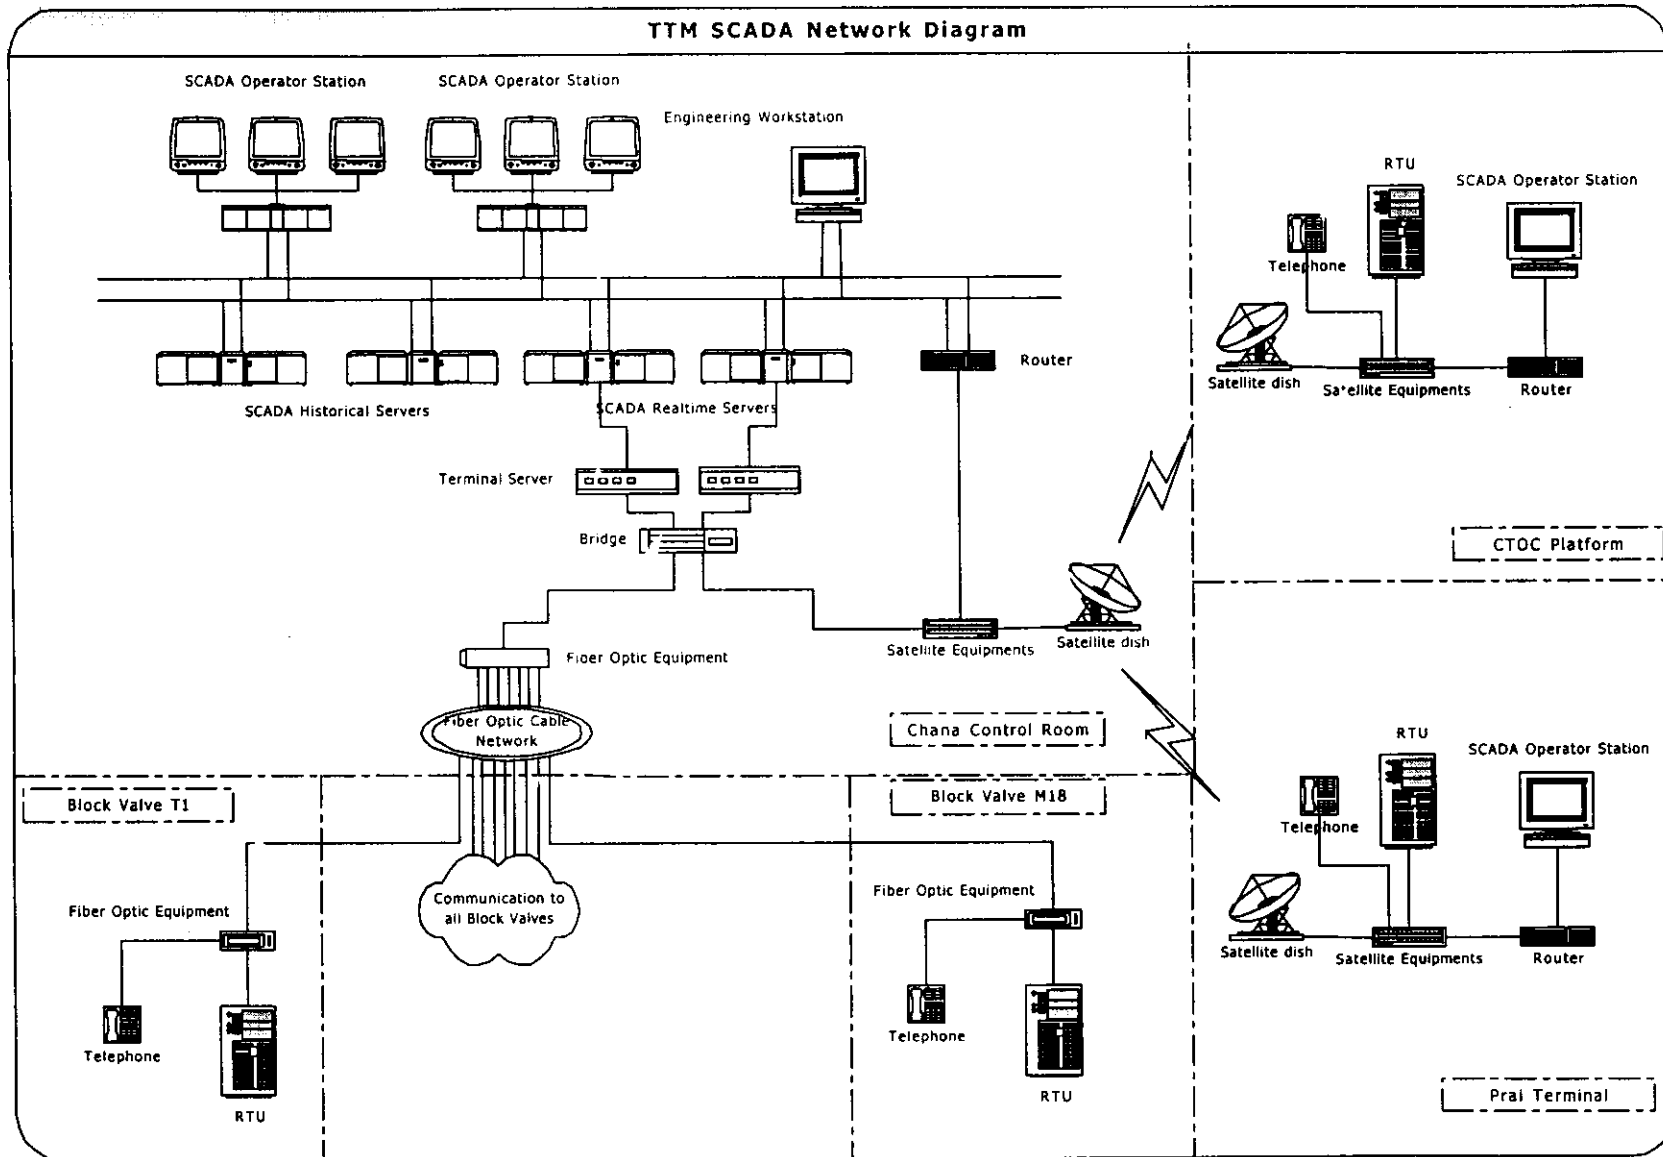 TTM SCADA Network Diagram
SCADA Operator Station
SCADA Operator Station
Engineering Workstation
SCADA Historical Servers
SCADA Realtime Servers
Router
Terminal Server
Bridge
Fiber Optic Equipment
Satellite Equipments
Satellite dish
Fiber Optic Cable
Network
Chana Control Room
RTU
SCADA Operator Station
Telephone
Satellite dish
Satellite Equipments
Router
CTOC Platform
Block Valve T1
Fiber Optic Equipment
Telephone
RTU
Communication to
all Block Valves
Block Valve M18
Fiber Optic Equipment
Telephone
RTU
RTU
SCADA Operator Station
Telephone
Satellite dish
Satellite Equipments
Router
Prai Terminal